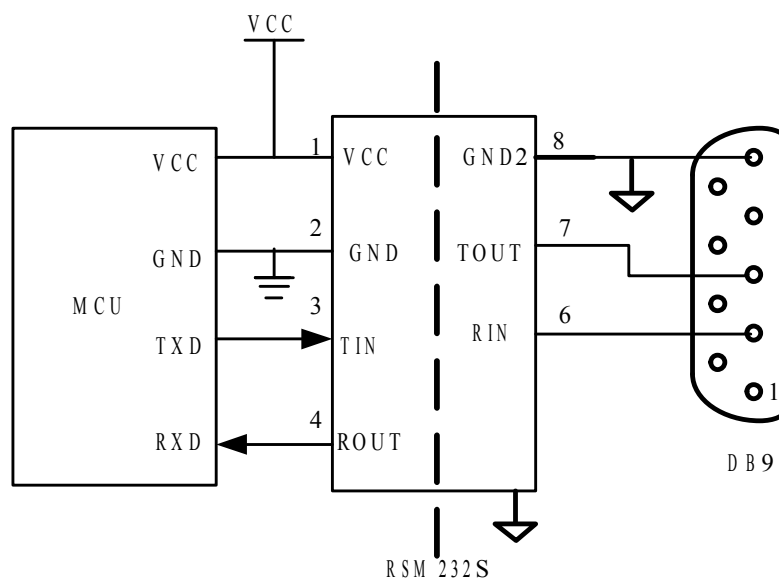 VCC
MCU
VCC
GND
TXD
RXD
1
2
3
4
VCC
GND
TIN
ROUT
GND2
TOUT
RIN
8
7
6
1
DB9
RSM232S